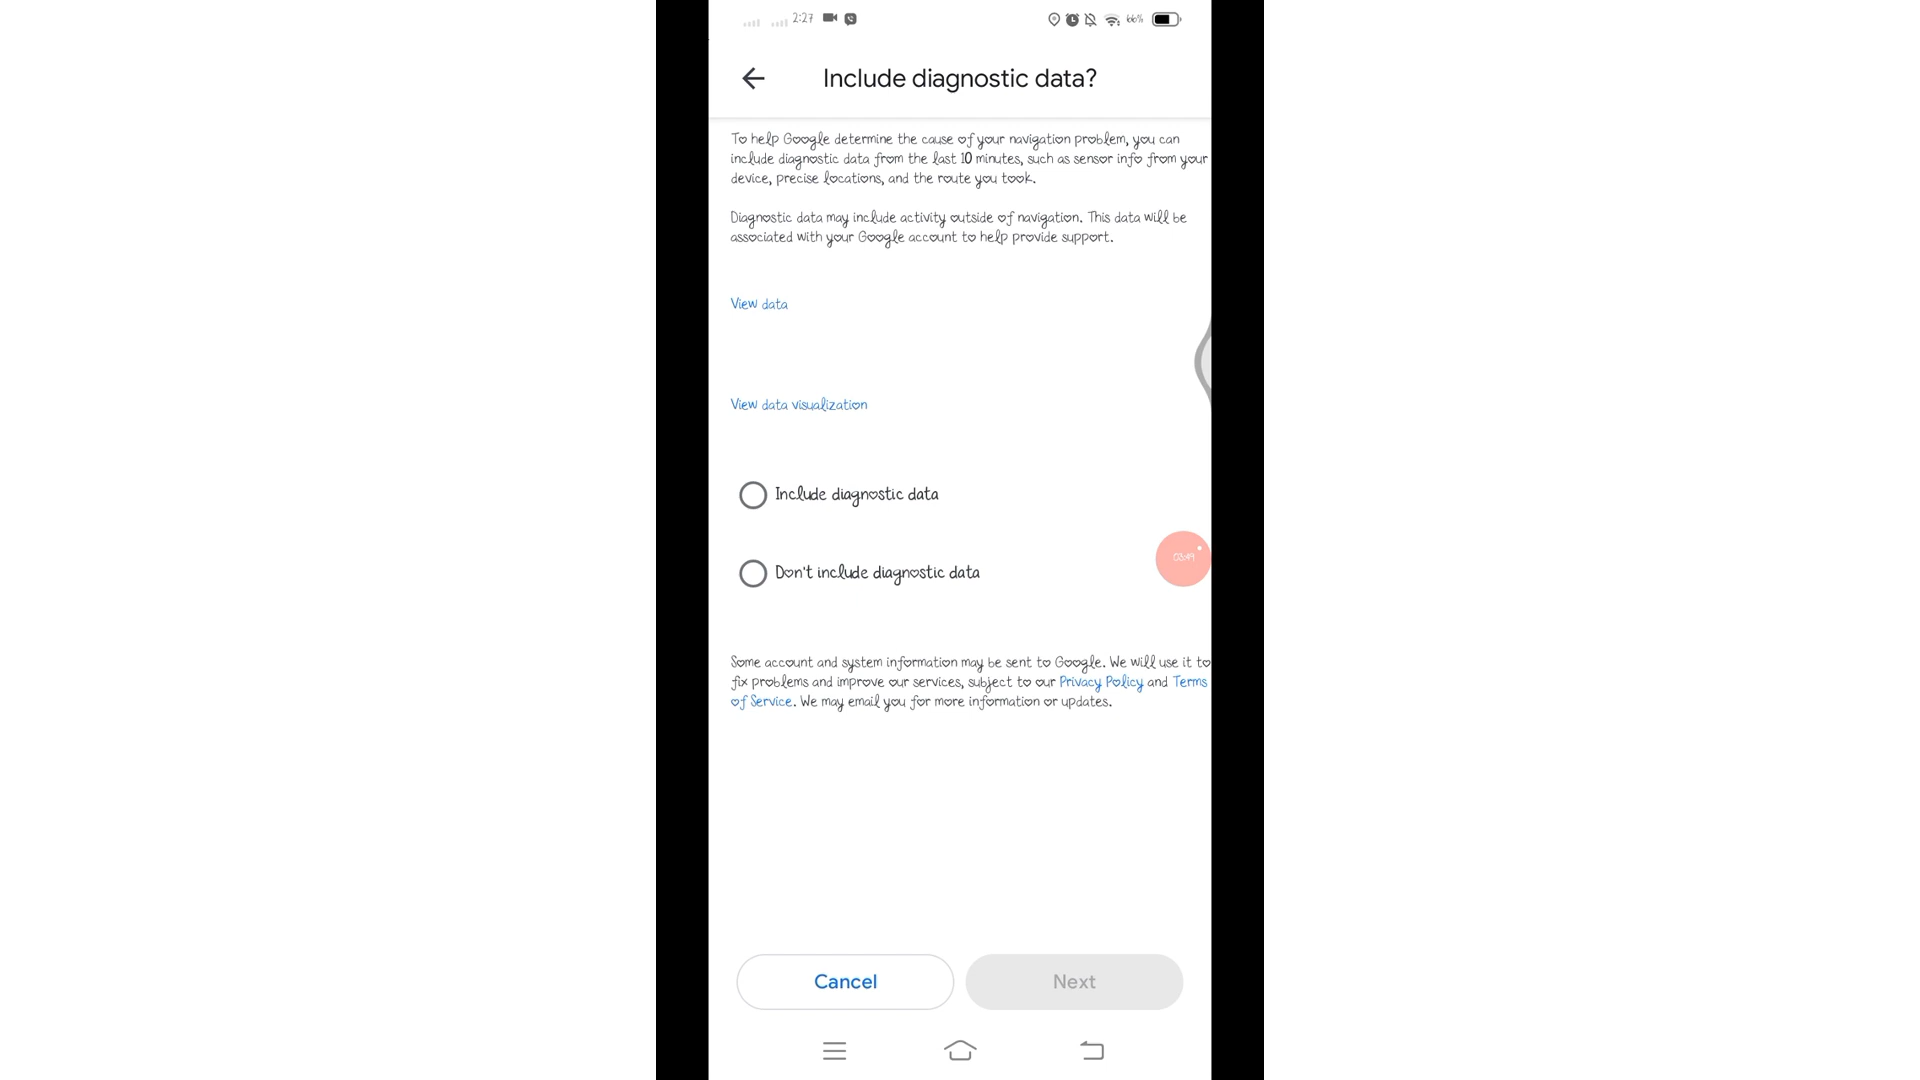 2:27
66%
Include diagnostic data?
To help Google determine the cause of your navigation problem, you can
include diagnostic data from the last 10 minutes, such as sensor info from your
device, precise locations, and the route you took.
Diagnostic data may include activity outside of navigation. This data will be
associated with your Google account to help provide support.
View data
View data visualization
Include diagnostic data
03:49
Don't include diagnostic data
Some account and system information may be sent to Google. We will use it to
fix problems and improve our services, subject to our Privacy Policy and Terms
of Service. We may email you for more information or updates.
Cancel
Next